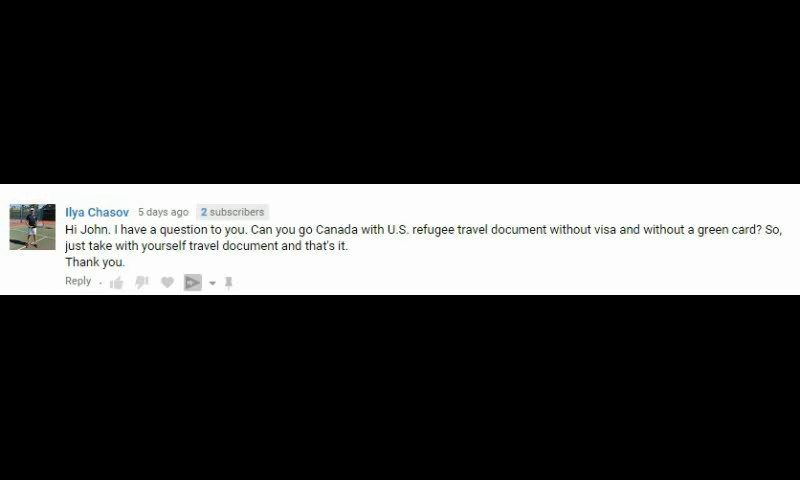 Ilya Chasov 5 days ago 2 subscribers
Hi John. I have a question to you. Can you go Canada with U.S. refugee travel document without visa and without a green card? So,
just take with yourself travel document and that's it.
Thank you.
Reply